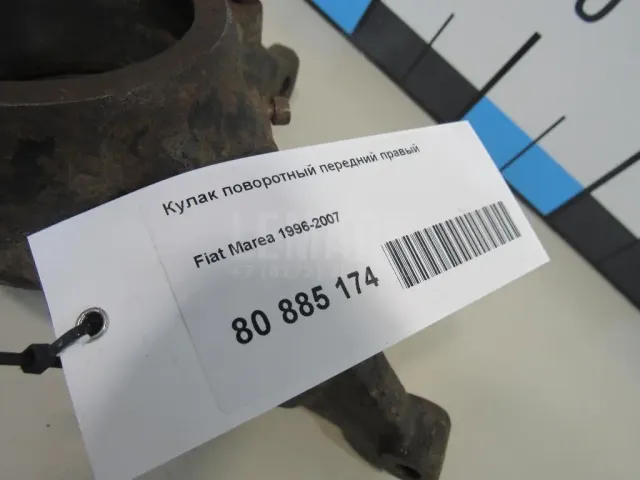 Кулак поворотный передний правый
Fiat Marea 1996-2007
80 885 174